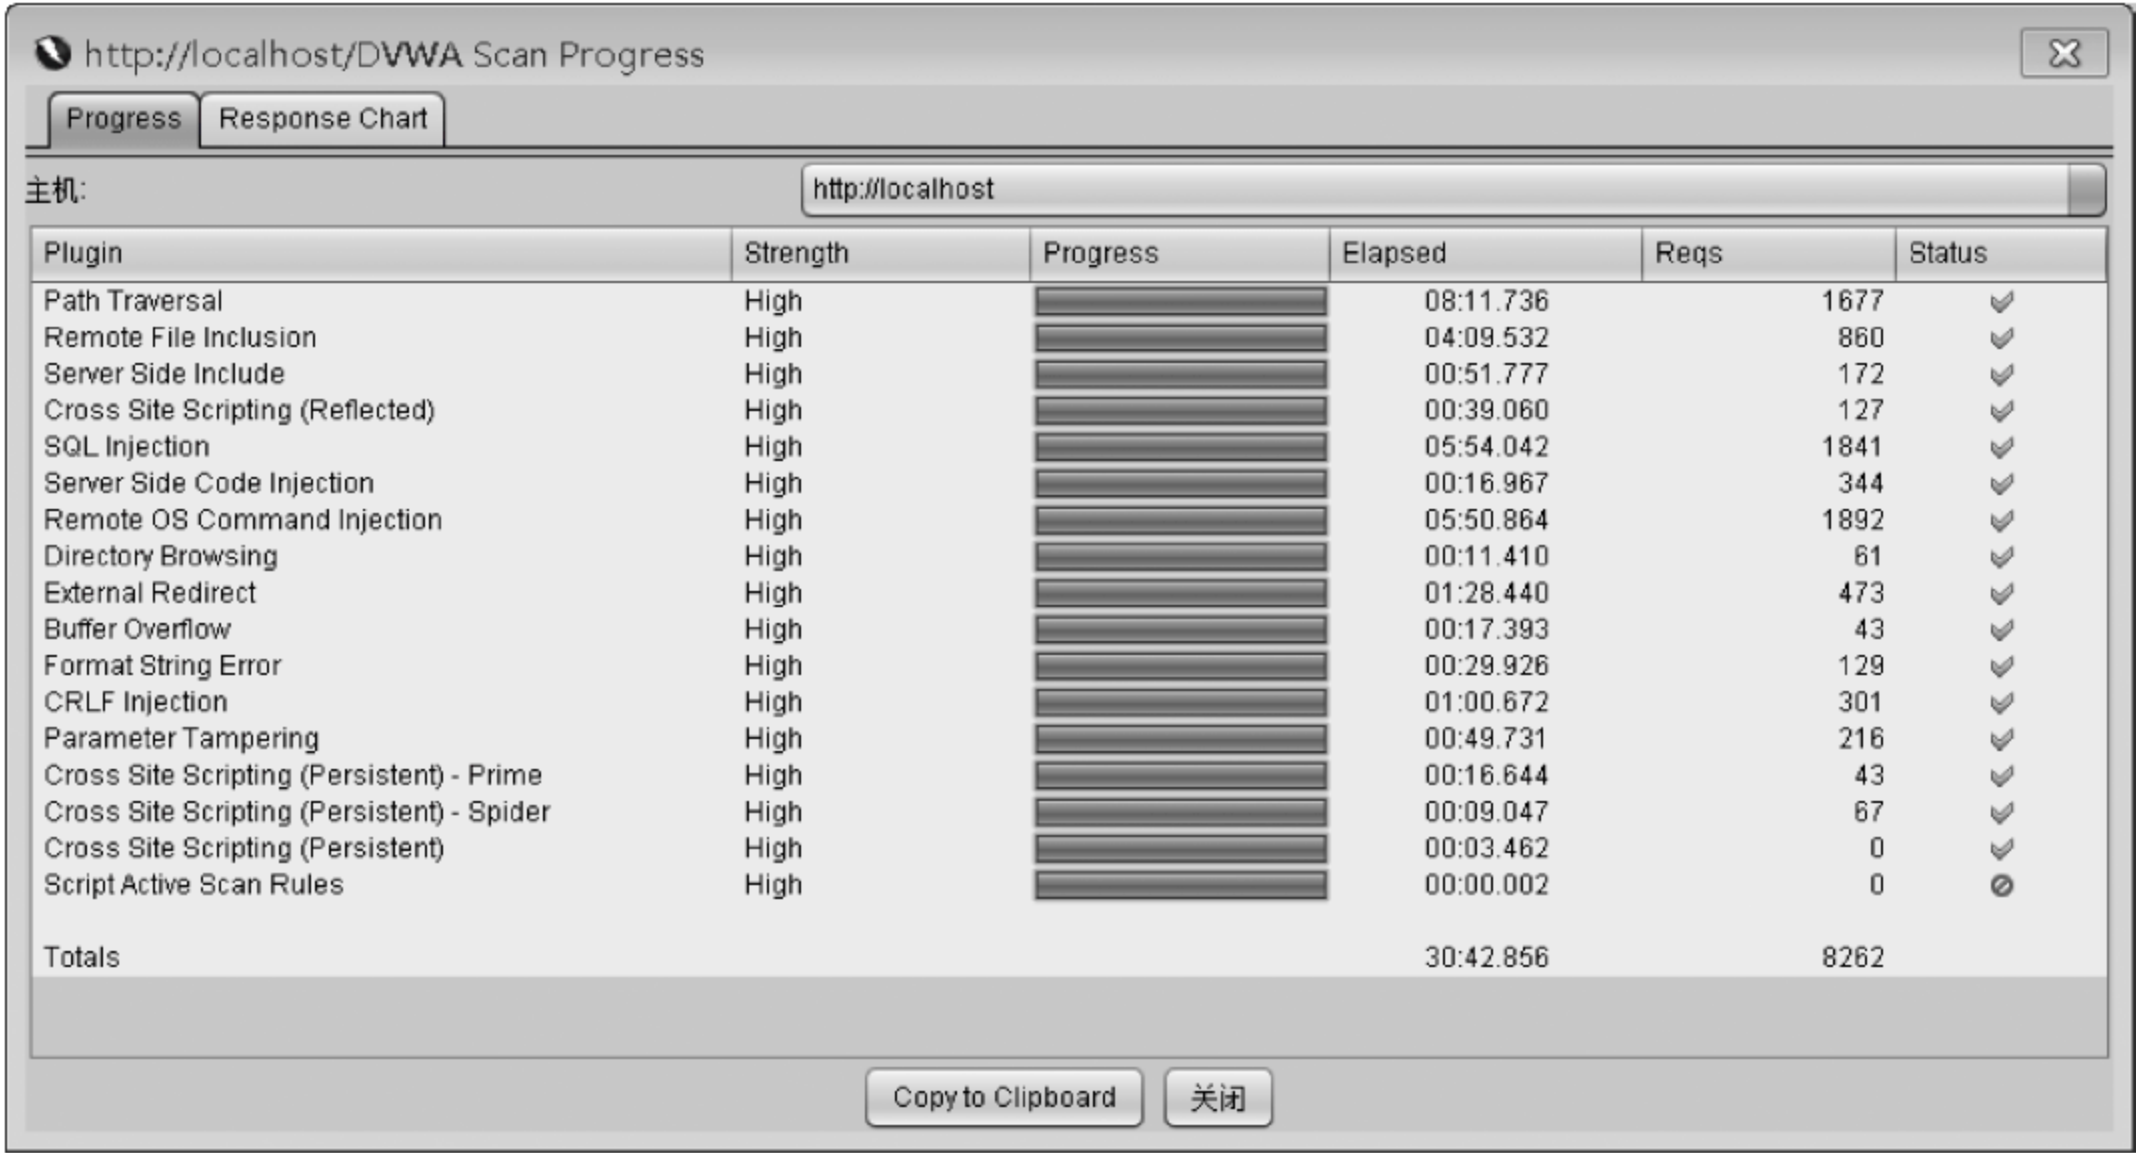 http://localhost/DVWA Scan Progress
Progress Response Chart
主机: http://localhost
Plugin Strength Progress Elapsed Reqs Status
Path Traversal High 08:11.736 1677
Remote File Inclusion High 04:09.532 860
Server Side Include High 00:51.777 172
Cross Site Scripting (Reflected) High 00:39.060 127
SQL Injection High 05:54.042 1841
Server Side Code Injection High 00:16.967 344
Remote OS Command Injection High 05:50.864 1892
Directory Browsing High 00:11.410 61
External Redirect High 01:28.440 473
Buffer Overflow High 00:17.393 43
Format String Error High 00:29.926 129
CRLF Injection High 01:00.672 301
Parameter Tampering High 00:49.731 216
Cross Site Scripting (Persistent) - Prime High 00:16.644 43
Cross Site Scripting (Persistent) - Spider High 00:09.047 67
Cross Site Scripting (Persistent) High 00:03.462 0
Script Active Scan Rules High 00:00.002 0
Totals 30:42.856 8262
Copy to Clipboard 关闭